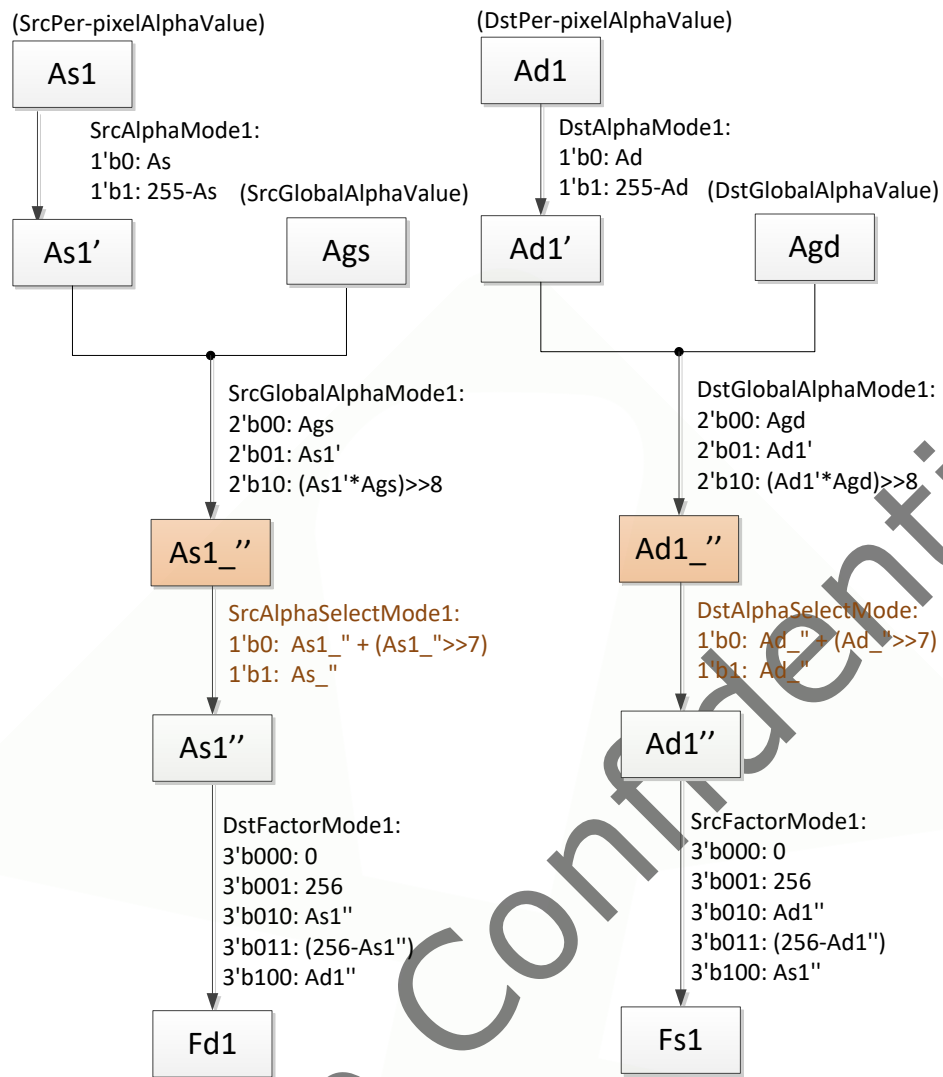 (SrcPer-pixelAlphaValue)
As1
SrcAlphaMode1:
1'b0: As
1'b1: 255-As
(SrcGlobalAlphaValue)
As1’
Ags
SrcGlobalAlphaMode1:
2'b00: Ags
2'b01: As1'
2'b10: (As1'*Ags)>>8
As1_’’
SrcAlphaSelectMode1:
1'b0: As1_" + (As1_">>7)
1'b1: As_"
As1’’
DstFactorMode1:
3'b000: 0
3'b001: 256
3'b010: As1''
3'b011: (256-As1'')
3'b100: Ad1''
Fd1
(DstPer-pixelAlphaValue)
Ad1
DstAlphaMode1:
1'b0: Ad
1'b1: 255-Ad
(DstGlobalAlphaValue)
Ad1’
Agd
DstGlobalAlphaMode1:
2'b00: Agd
2'b01: Ad1'
2'b10: (Ad1'*Agd)>>8
Ad1_’’
DstAlphaSelectMode:
1'b0: Ad_" + (Ad_">>7)
1'b1: Ad_"
Ad1’’
SrcFactorMode1:
3'b000: 0
3'b001: 256
3'b010: Ad1''
3'b011: (256-Ad1'')
3'b100: As1''
Fs1
Confidenti